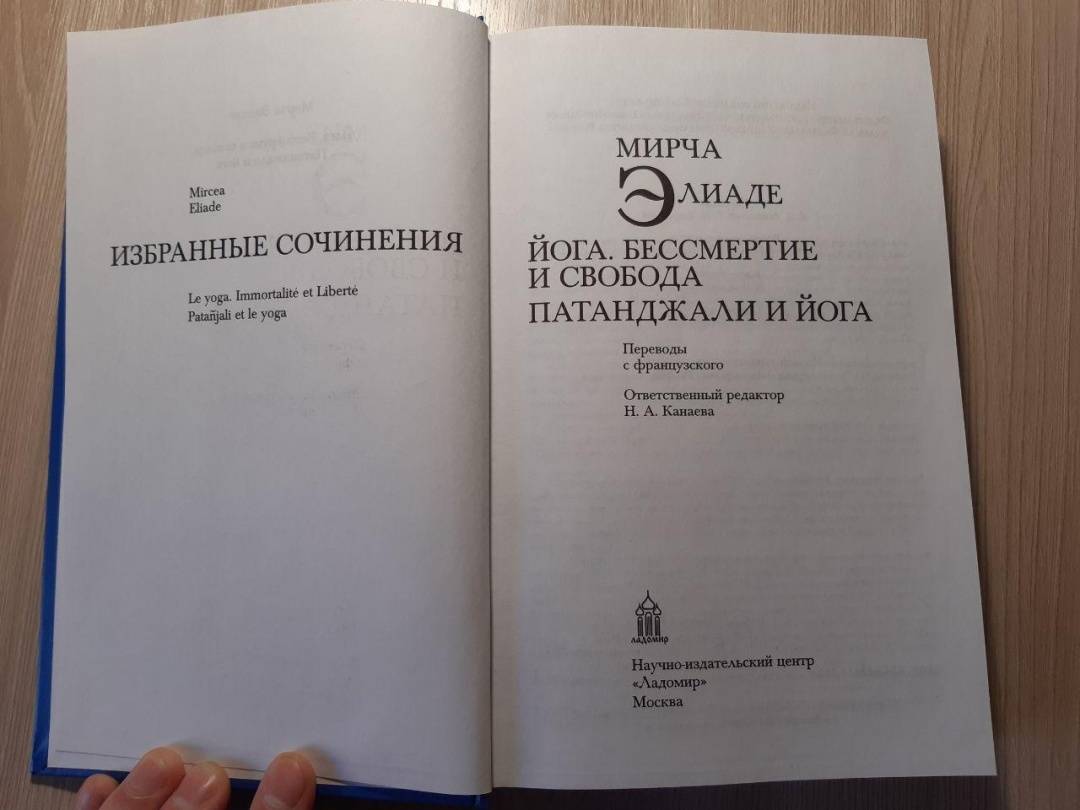 Mircea
Eliade
ИЗБРАННЫЕ СОЧИНЕНИЯ
Le yoga. Immortalité et Liberté
Patañjali et le yoga
МИРЧА
ЭЛИАДЕ
ЙОГА. БЕССМЕРТИЕ
И СВОБОДА
ПАТАНДЖАЛИ И ЙОГА
Переводы
с французского
Ответственный редактор
Н. А. Канаева
ладомир
Научно-издательский центр
«Ладомир»
Москва